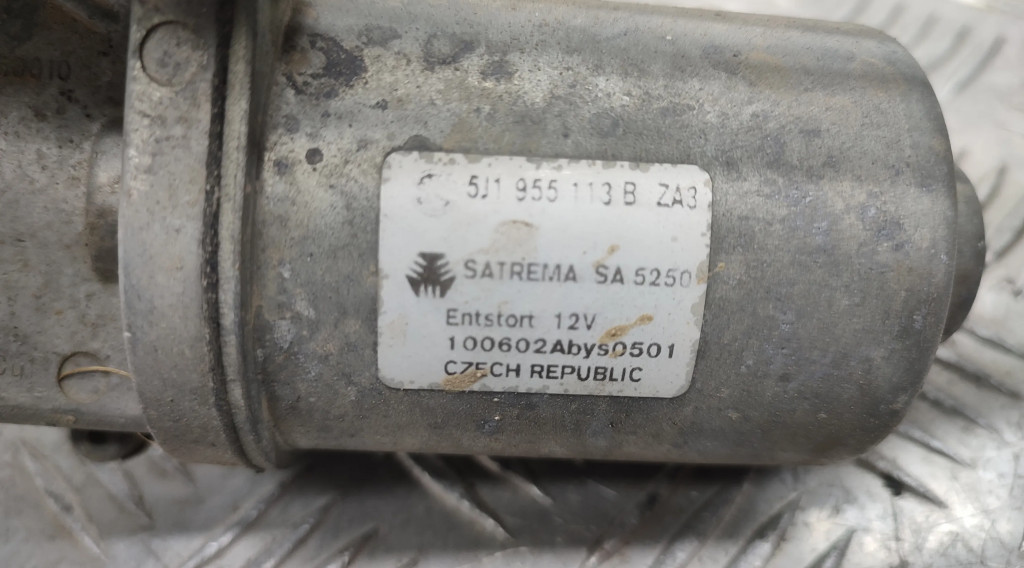 5J1 955 113 B ZA3
SATREMA SA 5250
Entstort 12V
100602Abys0501
CZECH REPUBLIC